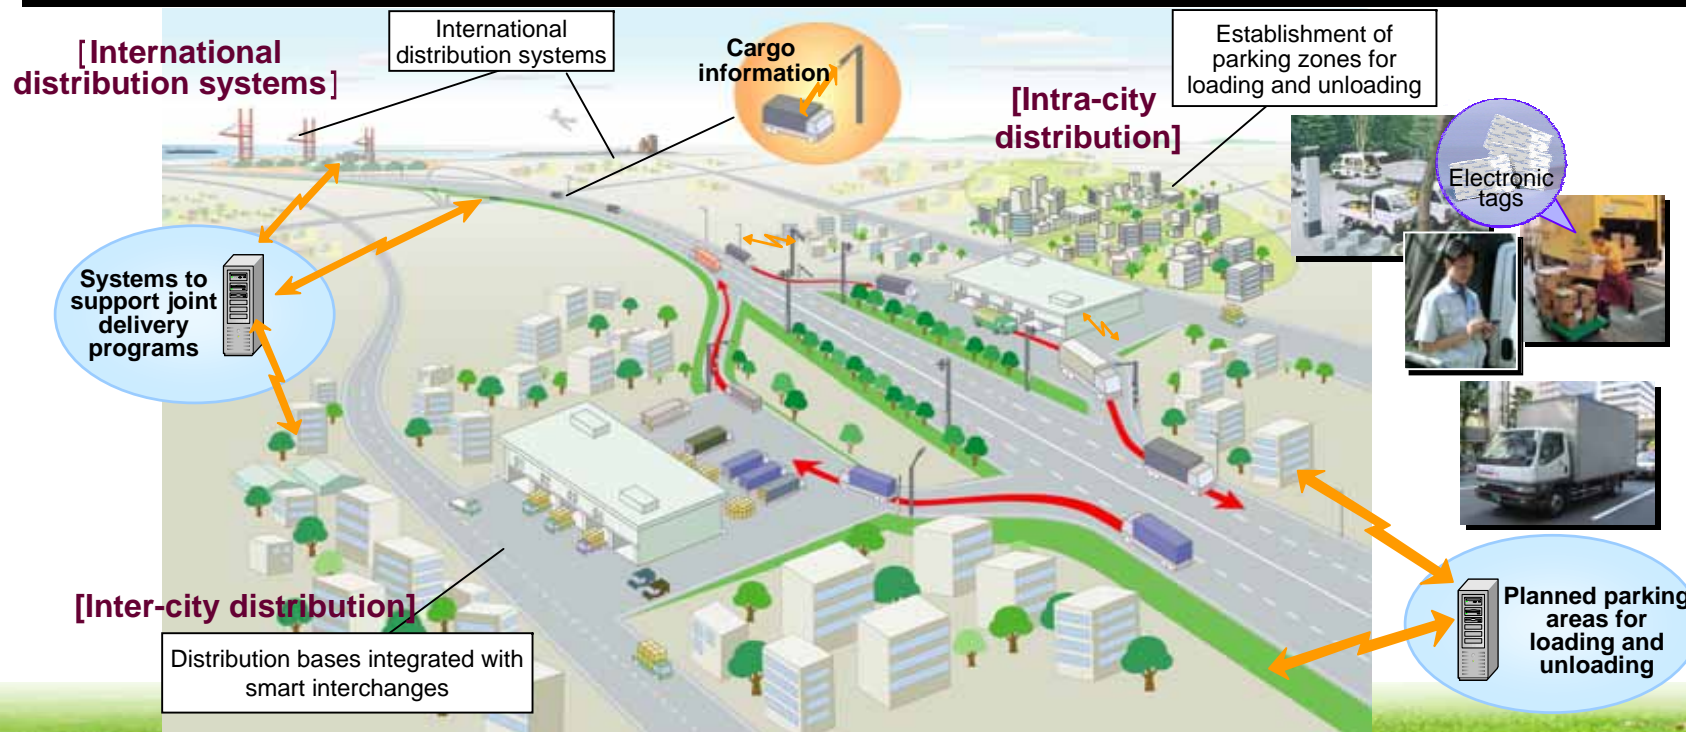 [International
distribution systems]
International
distribution systems
Cargo
information
Establishment of
parking zones for
loading and unloading
[Intra-city
distribution]
Electronic
tags
Systems to
support joint
delivery
programs
[Inter-city distribution]
Distribution bases integrated with
smart interchanges
Planned parking
areas for
loading and
unloading